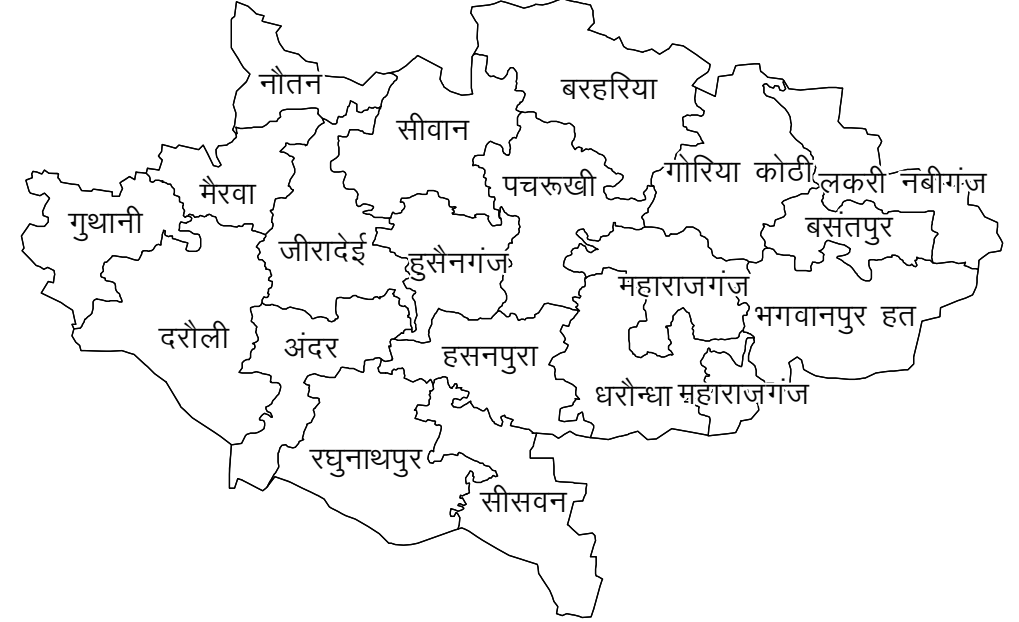 नौतन
बरहरिया
सीवान
गोरिया कोठी
पचरूखी
लकरी नबीगंज
मैरवा
गुथानी
बसंतपुर
जीरादेई
हुसैनगंज
महाराजगंज
भगवानपुर हत
दरौली
अंदर
हसनपुरा
धरौन्धा
महाराजगंज
रघुनाथपुर
सीसवन